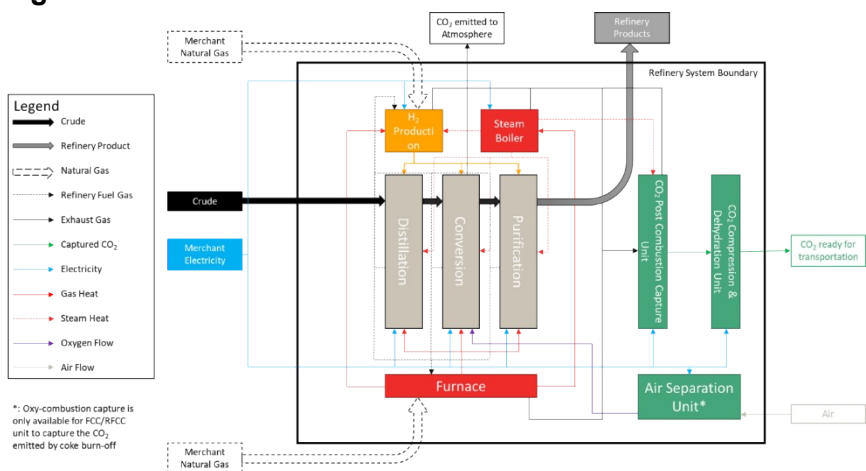 Merchant
Natural Gas
CO2 emitted to
Atmosphere
Refinery
Products
Refinery System Boundary
Legend
Crude
Refinery Product
Natural Gas
Refinery Fuel Gas
Exhaust Gas
Captured CO2
Electricity
Gas Heat
Steam Heat
Oxygen Flow
Air Flow
H2
Producti
on
Steam
Boiler
Crude
Merchant
Electricity
Distillation
Conversion
Purification
CO2 Post Combustion Capture
Unit
CO2 Compression &
Dehydration Unit
CO2 ready for
transportation
Furnace
Air Separation
Unit*
Air
*: Oxy-combustion capture is
only available for FCC/RFCC
unit to capture the CO2
emitted by coke burn-off
Merchant
Natural Gas